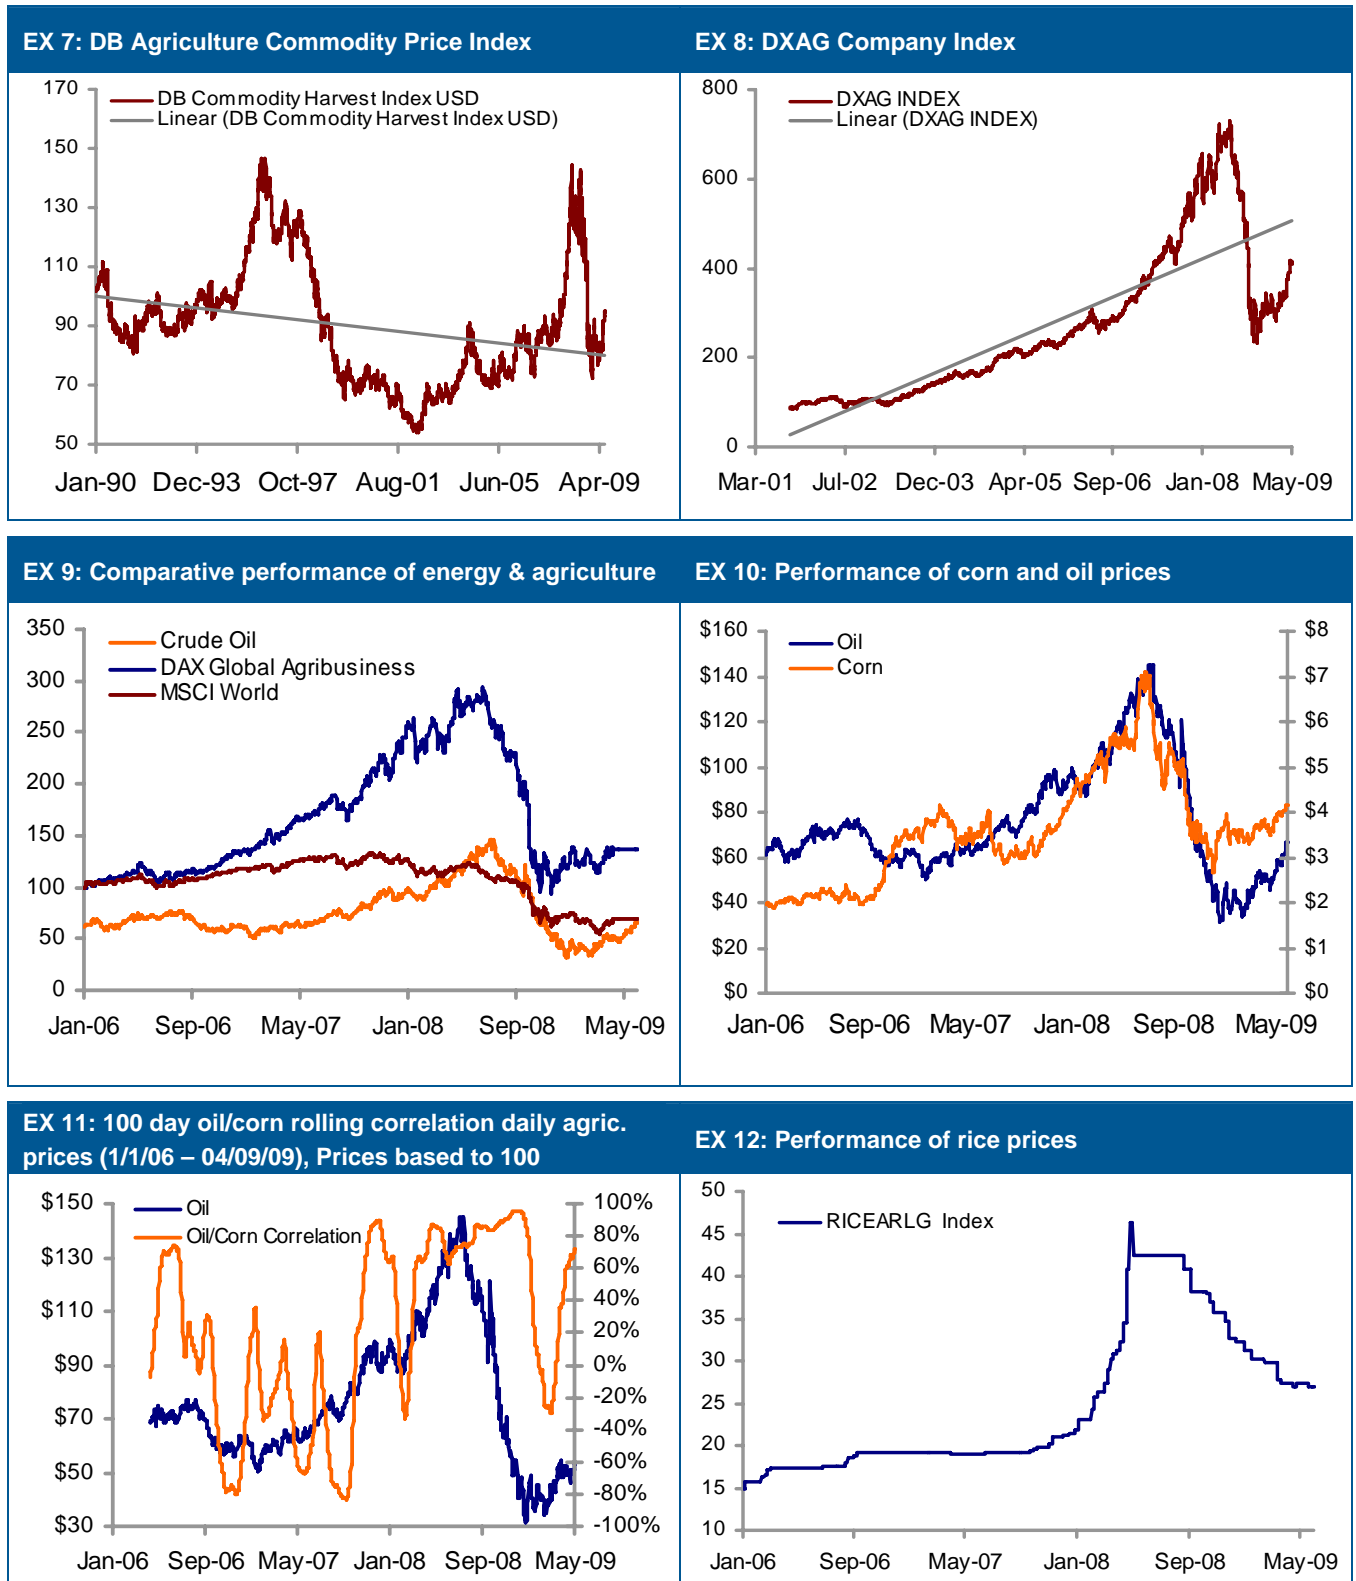 EX 7: DB Agriculture Commodity Price Index
170
150
130
110
90
70
50
DB Commodity Harvest Index USD
Linear (DB Commodity Harvest Index USD)
Jan-90 Dec-93 Oct-97 Aug-01 Jun-05 Apr-09
EX 8: DXAG Company Index
800
600
400
200
0
DXAG INDEX
Linear (DXAG INDEX)
Mar-01 Jul-02 Dec-03 Apr-05 Sep-06 Jan-08 May-09
EX 9: Comparative performance of energy & agriculture
350
300
250
200
150
100
50
0
Crude Oil
DAX Global Agribusiness
MSCI World
Jan-06 Sep-06 May-07 Jan-08 Sep-08 May-09
EX 10: Performance of corn and oil prices
$160
$140
$120
$100
$80
$60
$40
$20
$0
Oil
Corn
$8
$7
$6
$5
$4
$3
$2
$1
$0
Jan-06 Sep-06 May-07 Jan-08 Sep-08 May-09
EX 11: 100 day oil/corn rolling correlation daily agric.
prices (1/1/06 – 04/09/09), Prices based to 100
$150
$130
$110
$90
$70
$50
$30
Oil
Oil/Corn Correlation
100%
80%
60%
40%
20%
0%
-20%
-40%
-60%
-80%
-100%
Jan-06 Sep-06 May-07 Jan-08 Sep-08 May-09
EX 12: Performance of rice prices
50
45
40
35
30
25
20
15
10
RICEARLG Index
Jan-06 Sep-06 May-07 Jan-08 Sep-08 May-09